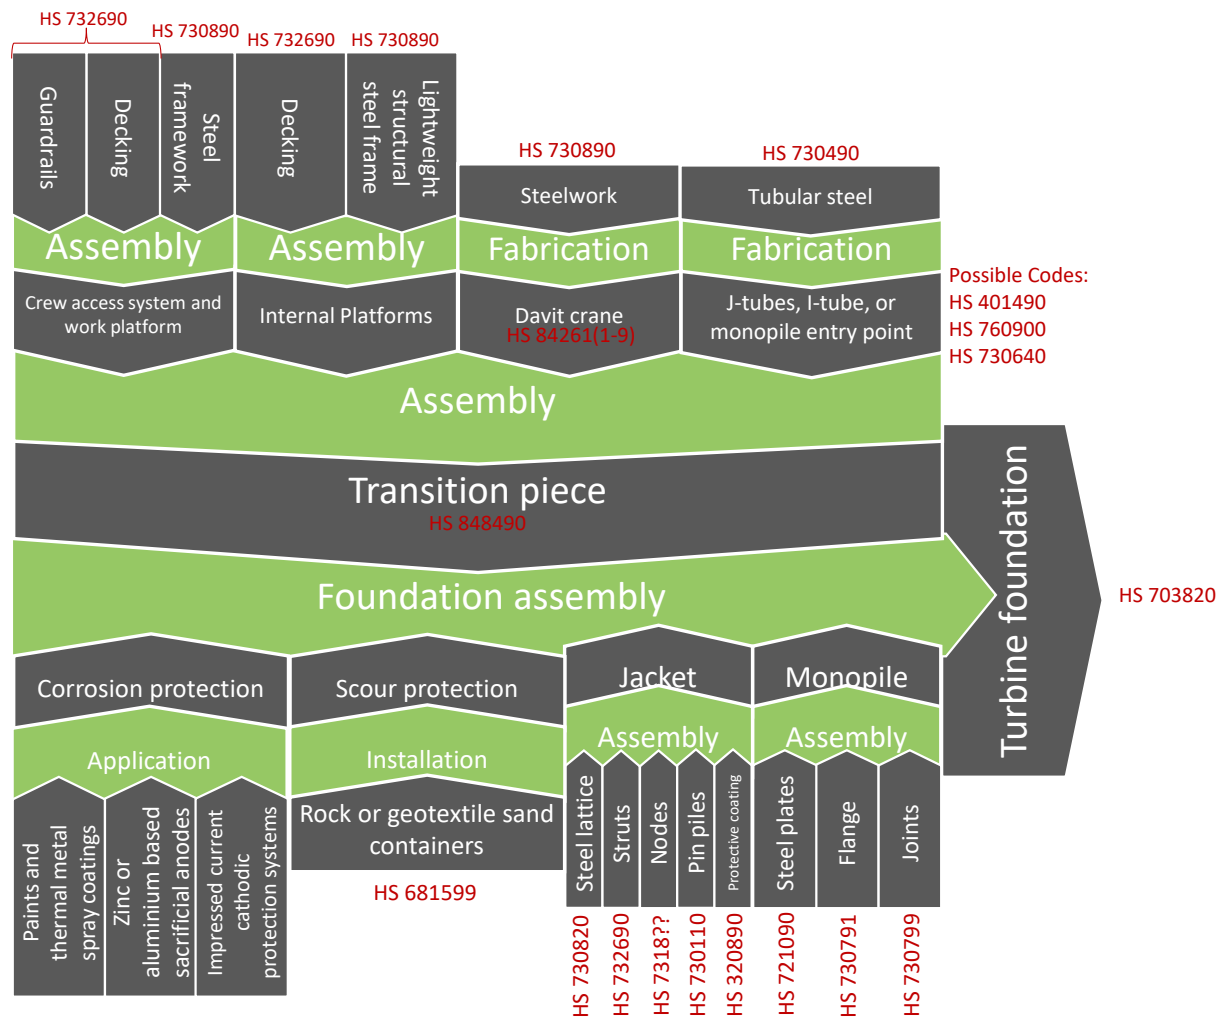 HS 732690
HS 730890
HS 732690
HS 730890
Guardrails
Decking
Steel
framework
Decking
Lightweight
structural
steel frame
HS 730890
Steelwork
HS 730490
Tubular steel
Assembly
Assembly
Fabrication
Fabrication
Crew access system and
work platform
Internal Platforms
Davit crane
HS 84261(1-9)
J-tubes, I-tube, or
monopile entry point
Possible Codes:
HS 401490
HS 760900
HS 730640
Assembly
Transition piece
HS 848490
Foundation assembly
Turbine foundation
HS 703820
Corrosion protection
Scour protection
Jacket
Monopile
Application
Installation
Assembly
Assembly
Paints and
thermal metal
spray coatings
Zinc or
aluminium based
sacrificial anodes
Impressed current
cathodic
protection systems
Rock or geotextile sand
containers
HS 681599
Steel lattice
Struts
Nodes
Pin piles
Protective coating
Steel plates
Flange
Joints
HS 730820
HS 732690
HS 7318??
HS 730110
HS 320890
HS 721090
HS 730791
HS 730799